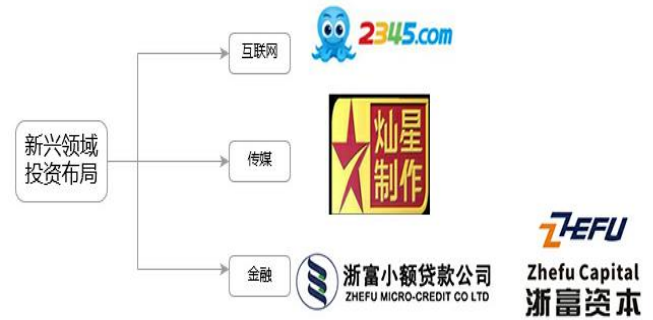 互联网
2345.com
新兴领域
投资布局
传媒
灿星
制作
金融
浙富小额贷款公司
ZHEFU MICRO-CREDIT CO LTD
ZHEFU
Zhefu Capital
浙富资本